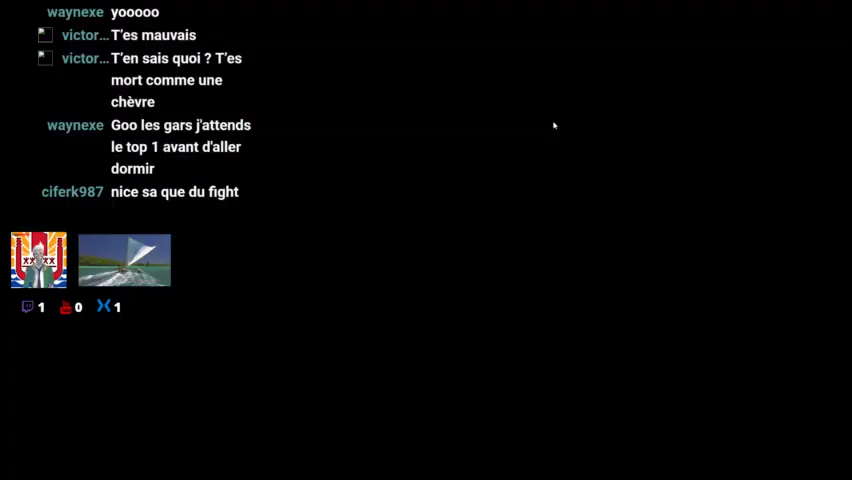 waynexe yooooo
victor... T'es mauvais
victor... T'en sais quoi ? T'es
mort comme une
chèvre
waynexe Goo les gars j'attends
le top 1 avant d'aller
dormir
ciferk987 nice sa que du fight
1 0 1